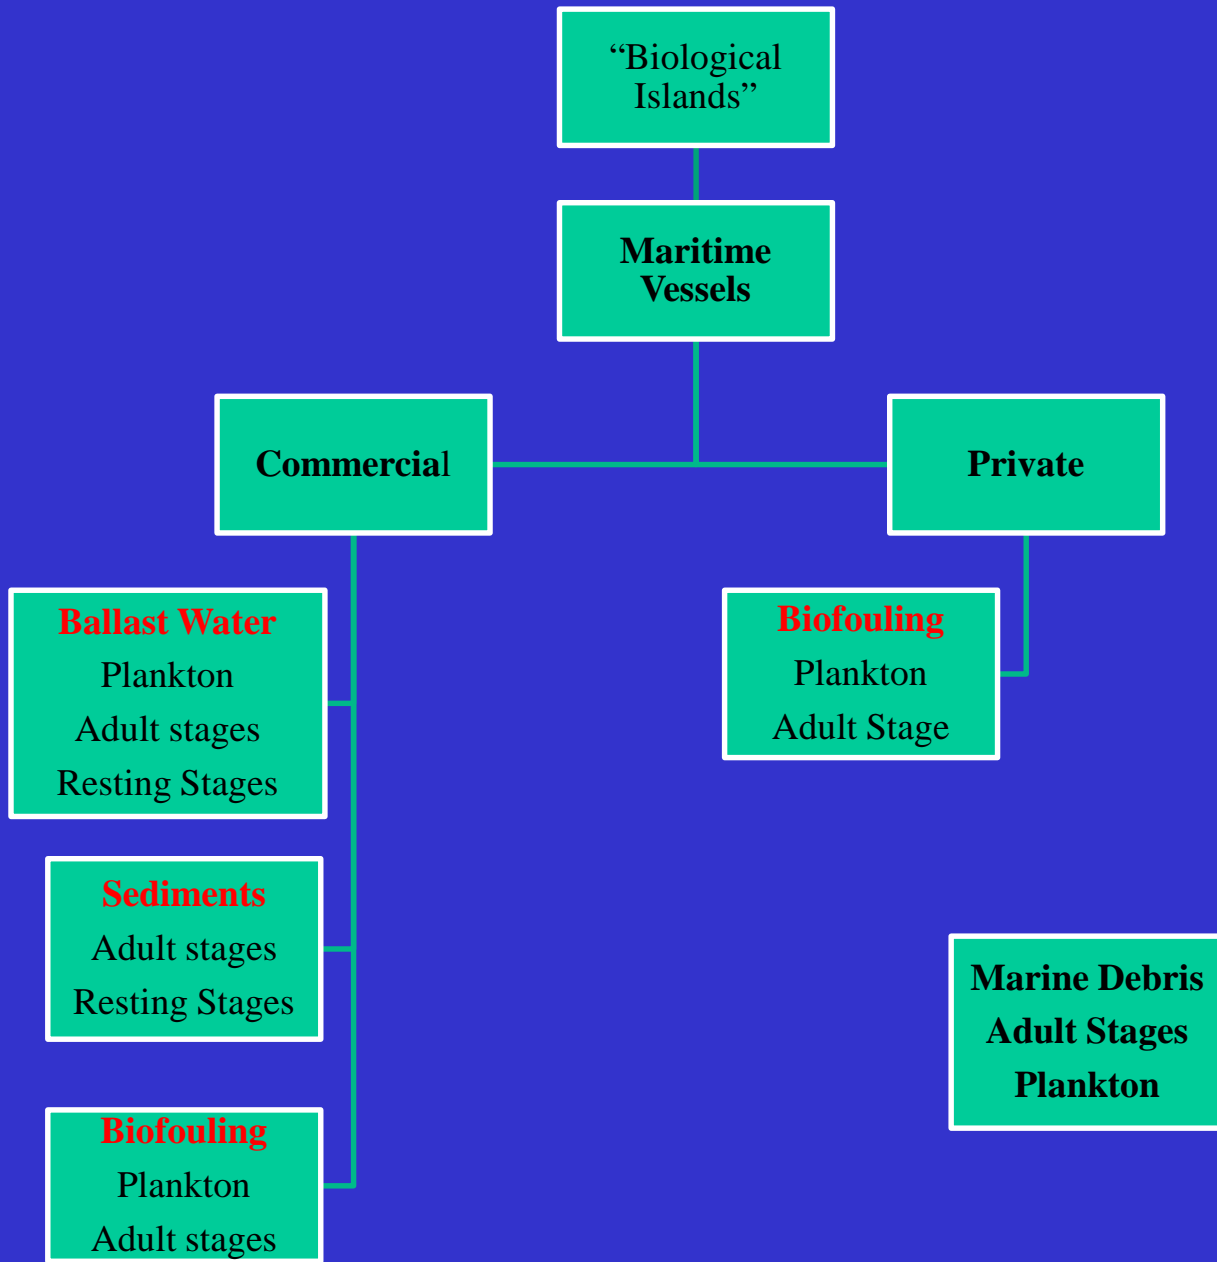 “Biological
Islands”
Maritime
Vessels
Commercial
Private
Ballast Water
Plankton
Adult stages
Resting Stages
Sediments
Adult stages
Resting Stages
Biofouling
Plankton
Adult stages
Biofouling
Plankton
Adult Stage
Marine Debris
Adult Stages
Plankton